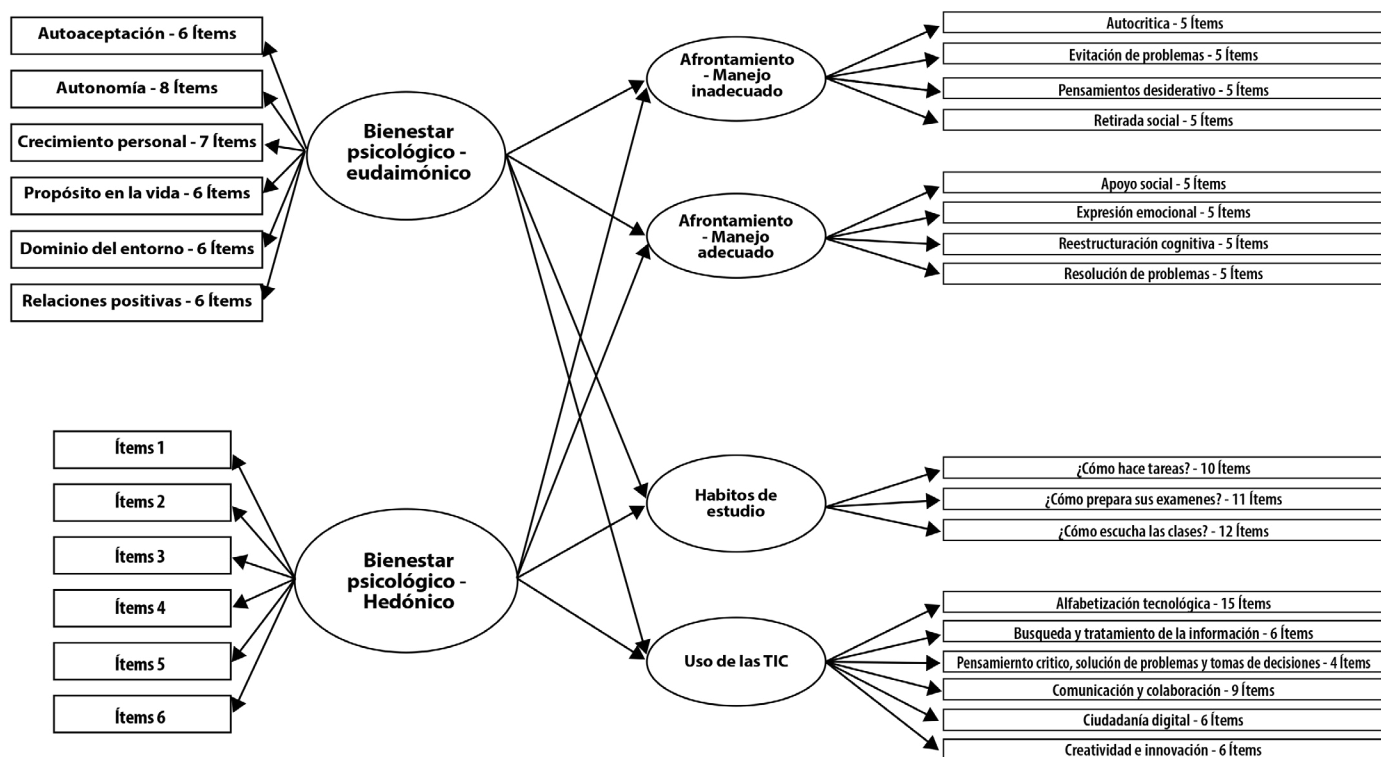 Autoaceptación - 6 Ítems
Autonomía - 8 Ítems
Crecimiento personal - 7 Ítems
Propósito en la vida - 6 Ítems
Dominio del entorno - 6 Ítems
Relaciones positivas - 6 Ítems
Bienestar
psicológico -
eudaimónico
Ítems 1
Ítems 2
Ítems 3
Ítems 4
Ítems 5
Ítems 6
Bienestar
psicológico -
Hedónico
Afrontamiento
- Manejo
inadecuado
Autocritica - 5 Ítems
Evitación de problemas - 5 Ítems
Pensamientos desiderativo - 5 Ítems
Retirada social - 5 Ítems
Afrontamiento
- Manejo
adecuado
Apoyo social - 5 Ítems
Expresión emocional - 5 Ítems
Reestructuración cognitiva - 5 Ítems
Resolución de problemas - 5 Ítems
Habitos de
estudio
¿Cómo hace tareas? - 10 Ítems
¿Cómo prepara sus examenes? - 11 Ítems
¿Cómo escucha las clases? - 12 Ítems
Uso de las TIC
Alfabetización tecnológica - 15 Ítems
Busqueda y tratamiento de la información - 6 Ítems
Pensamiernto critico, solución de problemas y tomas de decisiones - 4 Ítems
Comunicación y colaboración - 9 Ítems
Ciudadanía digital - 6 Ítems
Creatividad e innovación - 6 Ítems